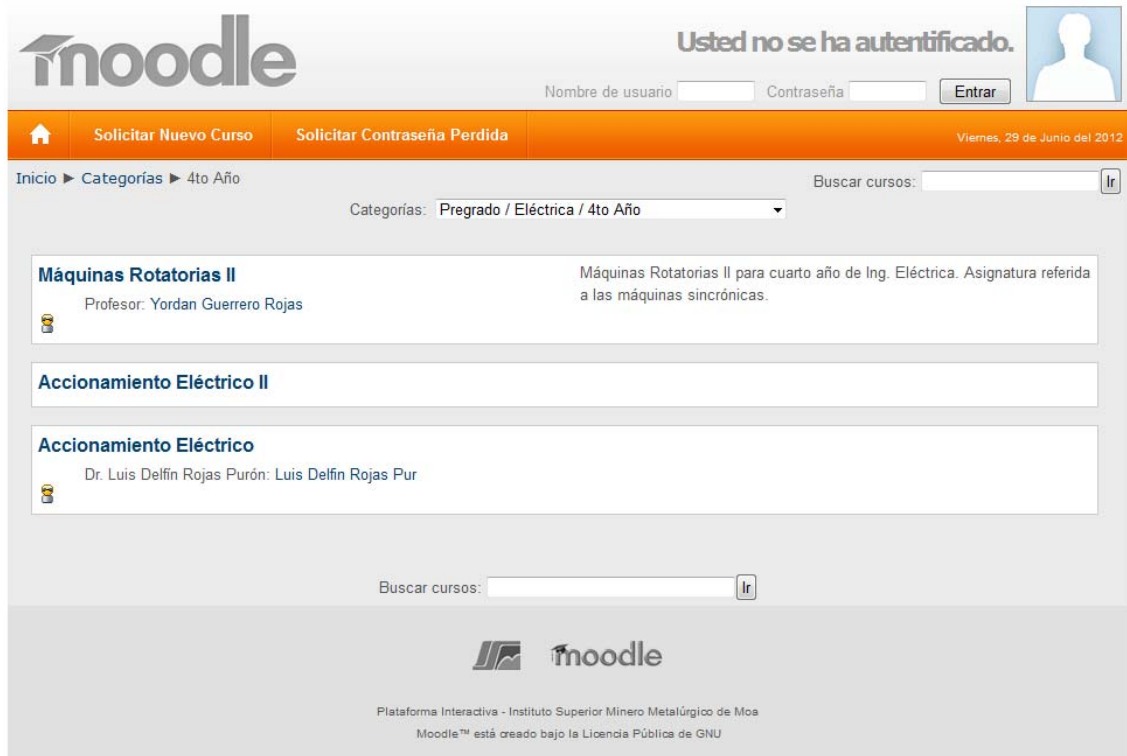 moodle
Usted no se ha autentificado.
Nombre de usuario Contraseña Entrar
Solicitar Nuevo Curso Solicitar Contraseña Perdida Viernes, 29 de Junio del 2012
Inicio ► Categorías ► 4to Año Buscar cursos: Ir
Categorías: Pregrado / Eléctrica / 4to Año
Máquinas Rotatorias II
Profesor: Yordan Guerrero Rojas
Máquinas Rotatorias II para cuarto año de Ing. Eléctrica. Asignatura referida
a las máquinas sincrónicas.
Accionamiento Eléctrico II
Accionamiento Eléctrico
Dr. Luis Delfín Rojas Purón: Luis Delfin Rojas Pur
Buscar cursos: Ir
moodle
Plataforma Interactiva - Instituto Superior Minero Metalúrgico de Moa
Moodle™ está creado bajo la Licencia Pública de GNU